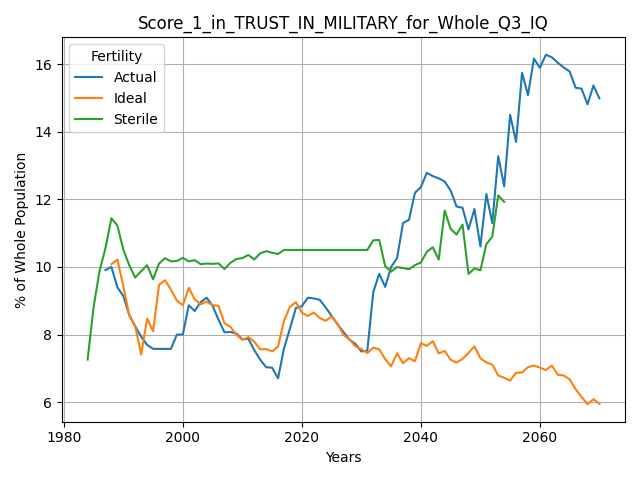 Score_1_in_TRUST_IN_MILITARY_for_Whole_Q3_IQ
Fertility
Actual
Ideal
Sterile
% of Whole Population
16
14
12
10
8
6
1980
2000
2020
2040
2060
Years